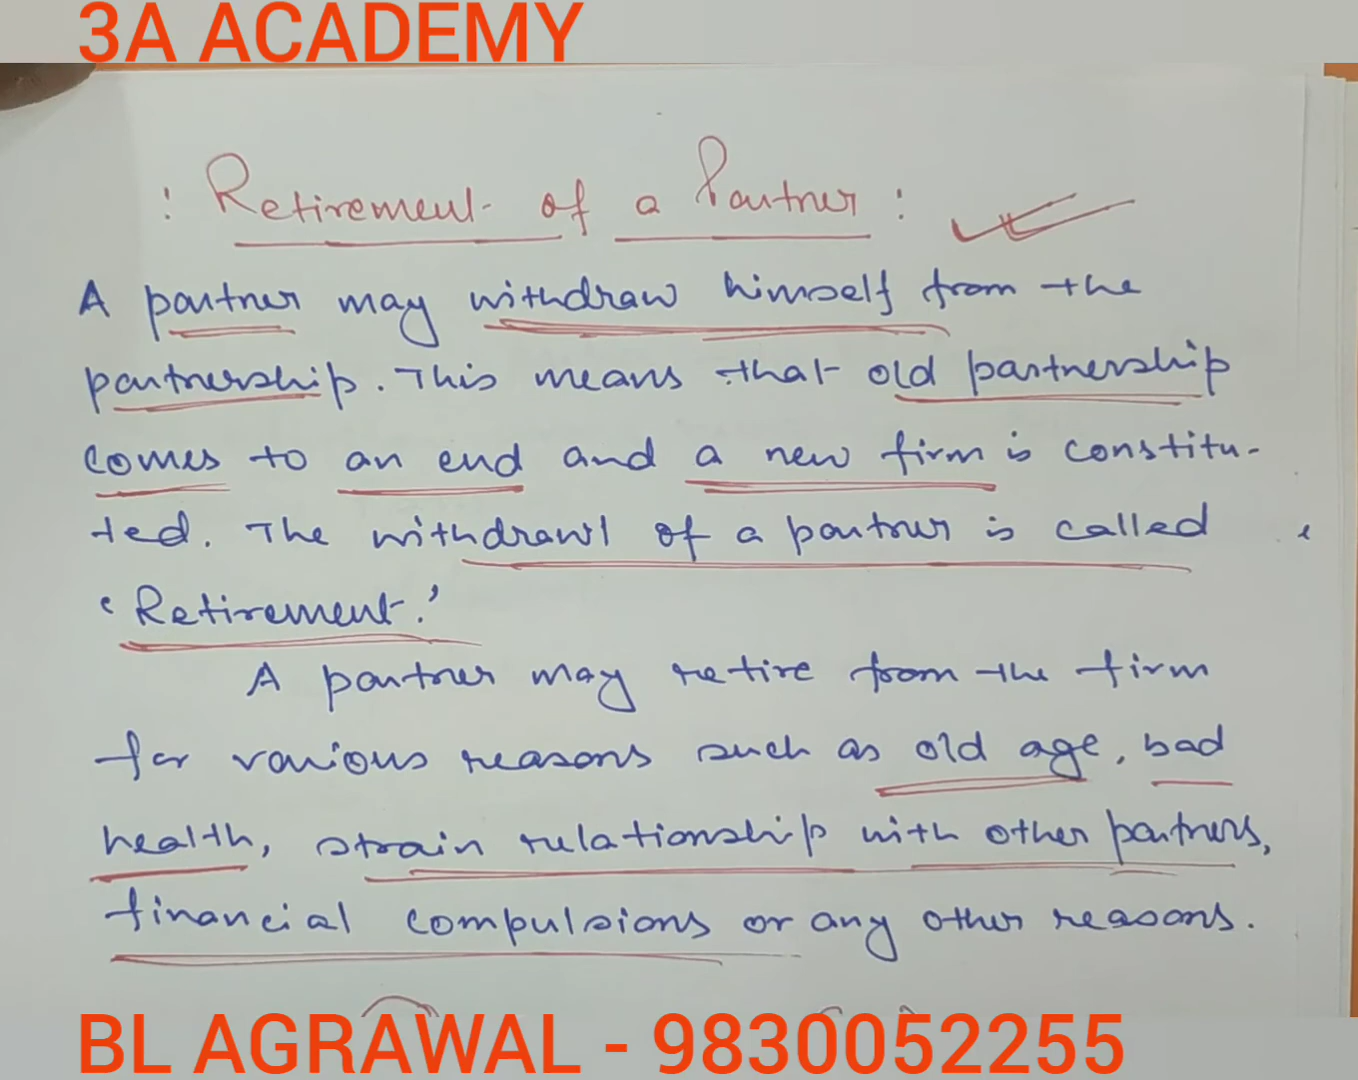 3A ACADEMY
: Retirement of a Partner :
A partner may withdraw himself from the
partnership. This means that old partnership
comes to an end and a new firm is constitu-
ted. The withdrawl of a partner is called
'Retirement.'
A partner may retire from the firm
for various reasons such as old age, bad
health, strain relationship with other partners,
financial compulsions or any other reasons.
BL AGRAWAL - 9830052255